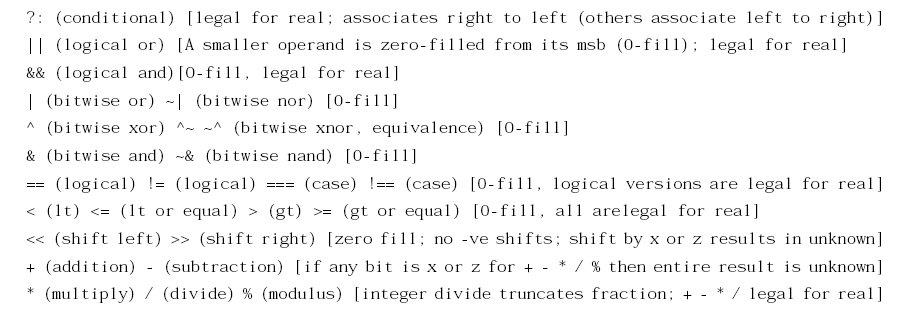 ?: (conditional) [legal for real; associates right to left (others associate left to right)]
|| (logical or) [A smaller operand is zero-filled from its msb (0-fill); legal for real]
&& (logical and)[0-fill, legal for real]
| (bitwise or) ~| (bitwise nor) [0-fill]
^ (bitwise xor) ^~ ~^ (bitwise xnor, equivalence) [0-fill]
& (bitwise and) ~& (bitwise nand) [0-fill]
== (logical) != (logical) === (case) !== (case) [0-fill, logical versions are legal for real]
< (lt) <= (lt or equal) > (gt) >= (gt or equal) [0-fill, all arelegal for real]
<< (shift left) >> (shift right) [zero fill; no -ve shifts; shift by x or z results in unknown]
+ (addition) - (subtraction) [if any bit is x or z for + - * / % then entire result is unknown]
* (multiply) / (divide) % (modulus) [integer divide truncates fraction; + - * / legal for real]